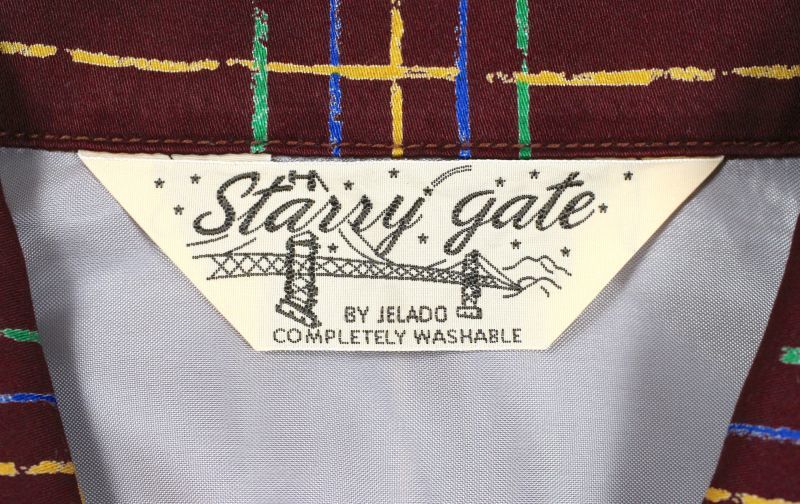 Starry gate
BY JELADO
COMPLETELY WASHABLE